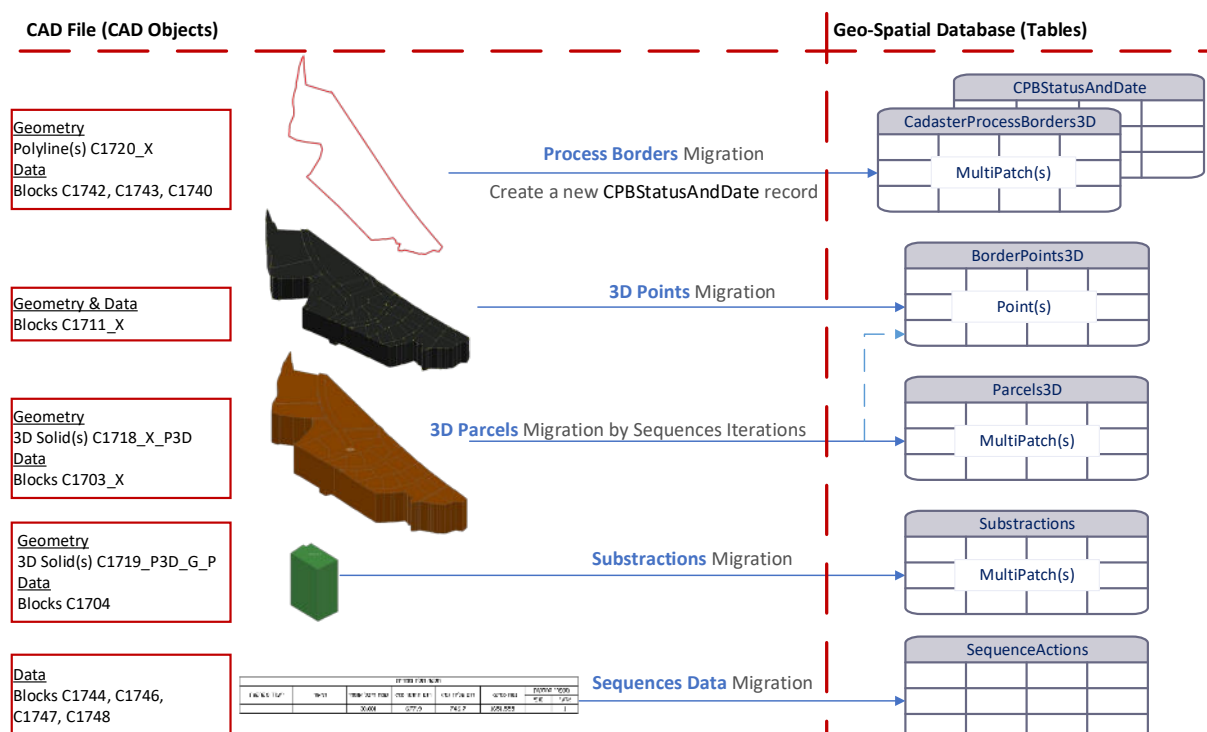 CAD File (CAD Objects)
Geo-Spatial Database (Tables)
Geometry
Polyline(s) C1720_X
Data
Blocks C1742, C1743, C1740
Process Borders Migration
Create a new CPBStatusAndDate record
CPBStatusAndDate
CadasterProcessBorders3D
MultiPatch(s)
Geometry & Data
Blocks C1711_X
3D Points Migration
BorderPoints3D
Point(s)
Geometry
3D Solid(s) C1718_X_P3D
Data
Blocks C1703_X
3D Parcels Migration by Sequences Iterations
Parcels3D
MultiPatch(s)
Geometry
3D Solid(s) C1719_P3D_G_P
Data
Blocks C1704
Substractions Migration
Substractions
MultiPatch(s)
Data
Blocks C1744, C1746,
C1747, C1748
Sequences Data Migration
SequenceActions